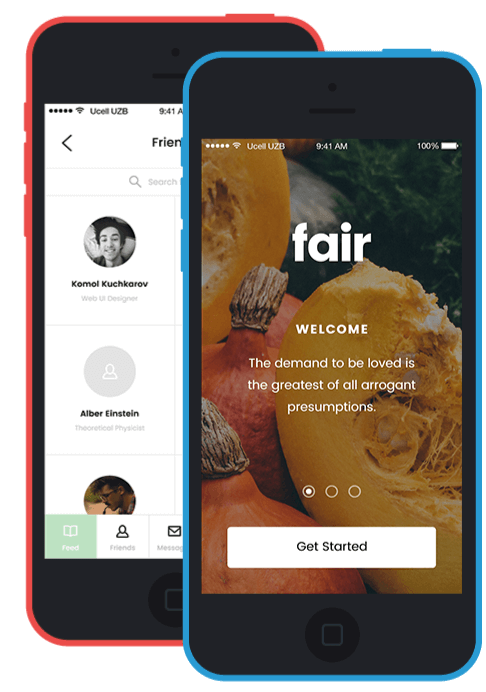 Ucell UZB 9:41 A
Frien
Search
Komol Kuchkarov
Web UI Designer
Alber Einstein
Theoretical Physicist
Feed Friends Messag
Ucell UZB 9:41 AM 100%
fair
WELCOME
The demand to be loved is
the greatest of all arrogant
presumptions.
Get Started